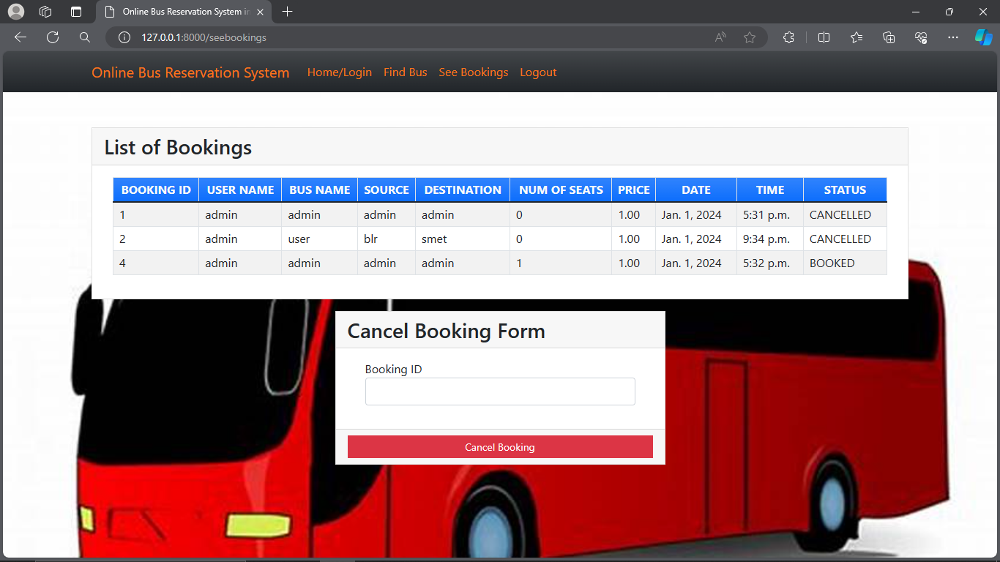 Online Bus Reservation System in
127.0.0.1:8000/seebookings
Online Bus Reservation System Home/Login Find Bus See Bookings Logout
List of Bookings
BOOKING ID USER NAME BUS NAME SOURCE DESTINATION NUM OF SEATS PRICE DATE TIME STATUS
1 admin admin admin admin 0 1.00 Jan. 1, 2024 5:31 p.m. CANCELLED
2 admin user blr smet 0 1.00 Jan. 1, 2024 9:34 p.m. CANCELLED
4 admin admin admin admin 1 1.00 Jan. 1, 2024 5:32 p.m. BOOKED
Cancel Booking Form
Booking ID
Cancel Booking